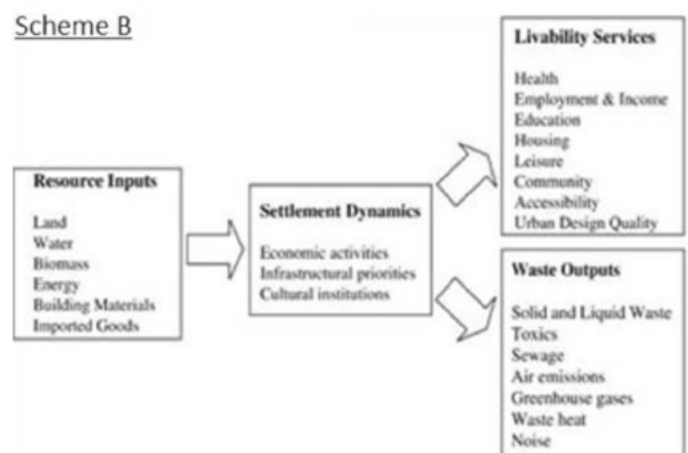 Scheme B
Resource Inputs
Land
Water
Biomass
Energy
Building Materials
Imported Goods
Settlement Dynamics
Economic activities
Infrastructural priorities
Cultural institutions
Livability Services
Health
Employment & Income
Education
Housing
Leisure
Community
Accessibility
Urban Design Quality
Waste Outputs
Solid and Liquid Waste
Toxics
Sewage
Air emissions
Greenhouse gases
Waste heat
Noise